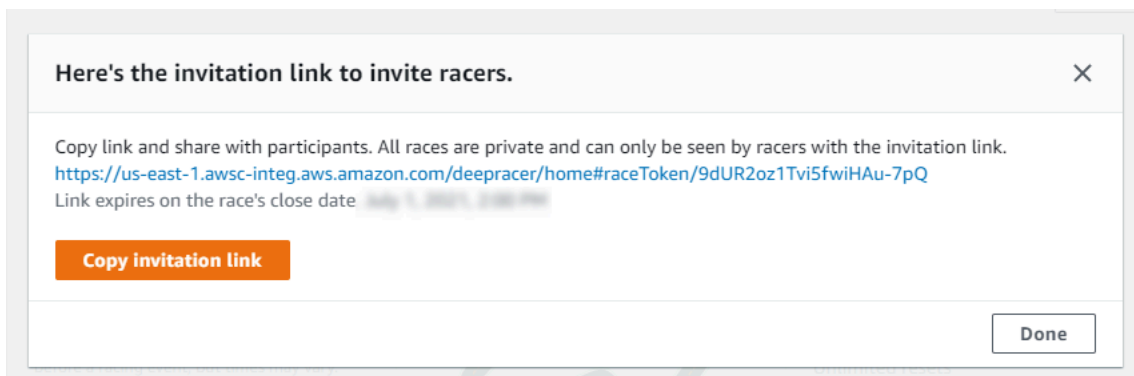 Here's the invitation link to invite racers.
Copy link and share with participants. All races are private and can only be seen by racers with the invitation link.
https://us-east-1.awsc-integ.aws.amazon.com/deepracer/home#raceToken/9dUR2oz1Tvi5fwiHAu-7pQ
Link expires on the race's close date
Copy invitation link
Done